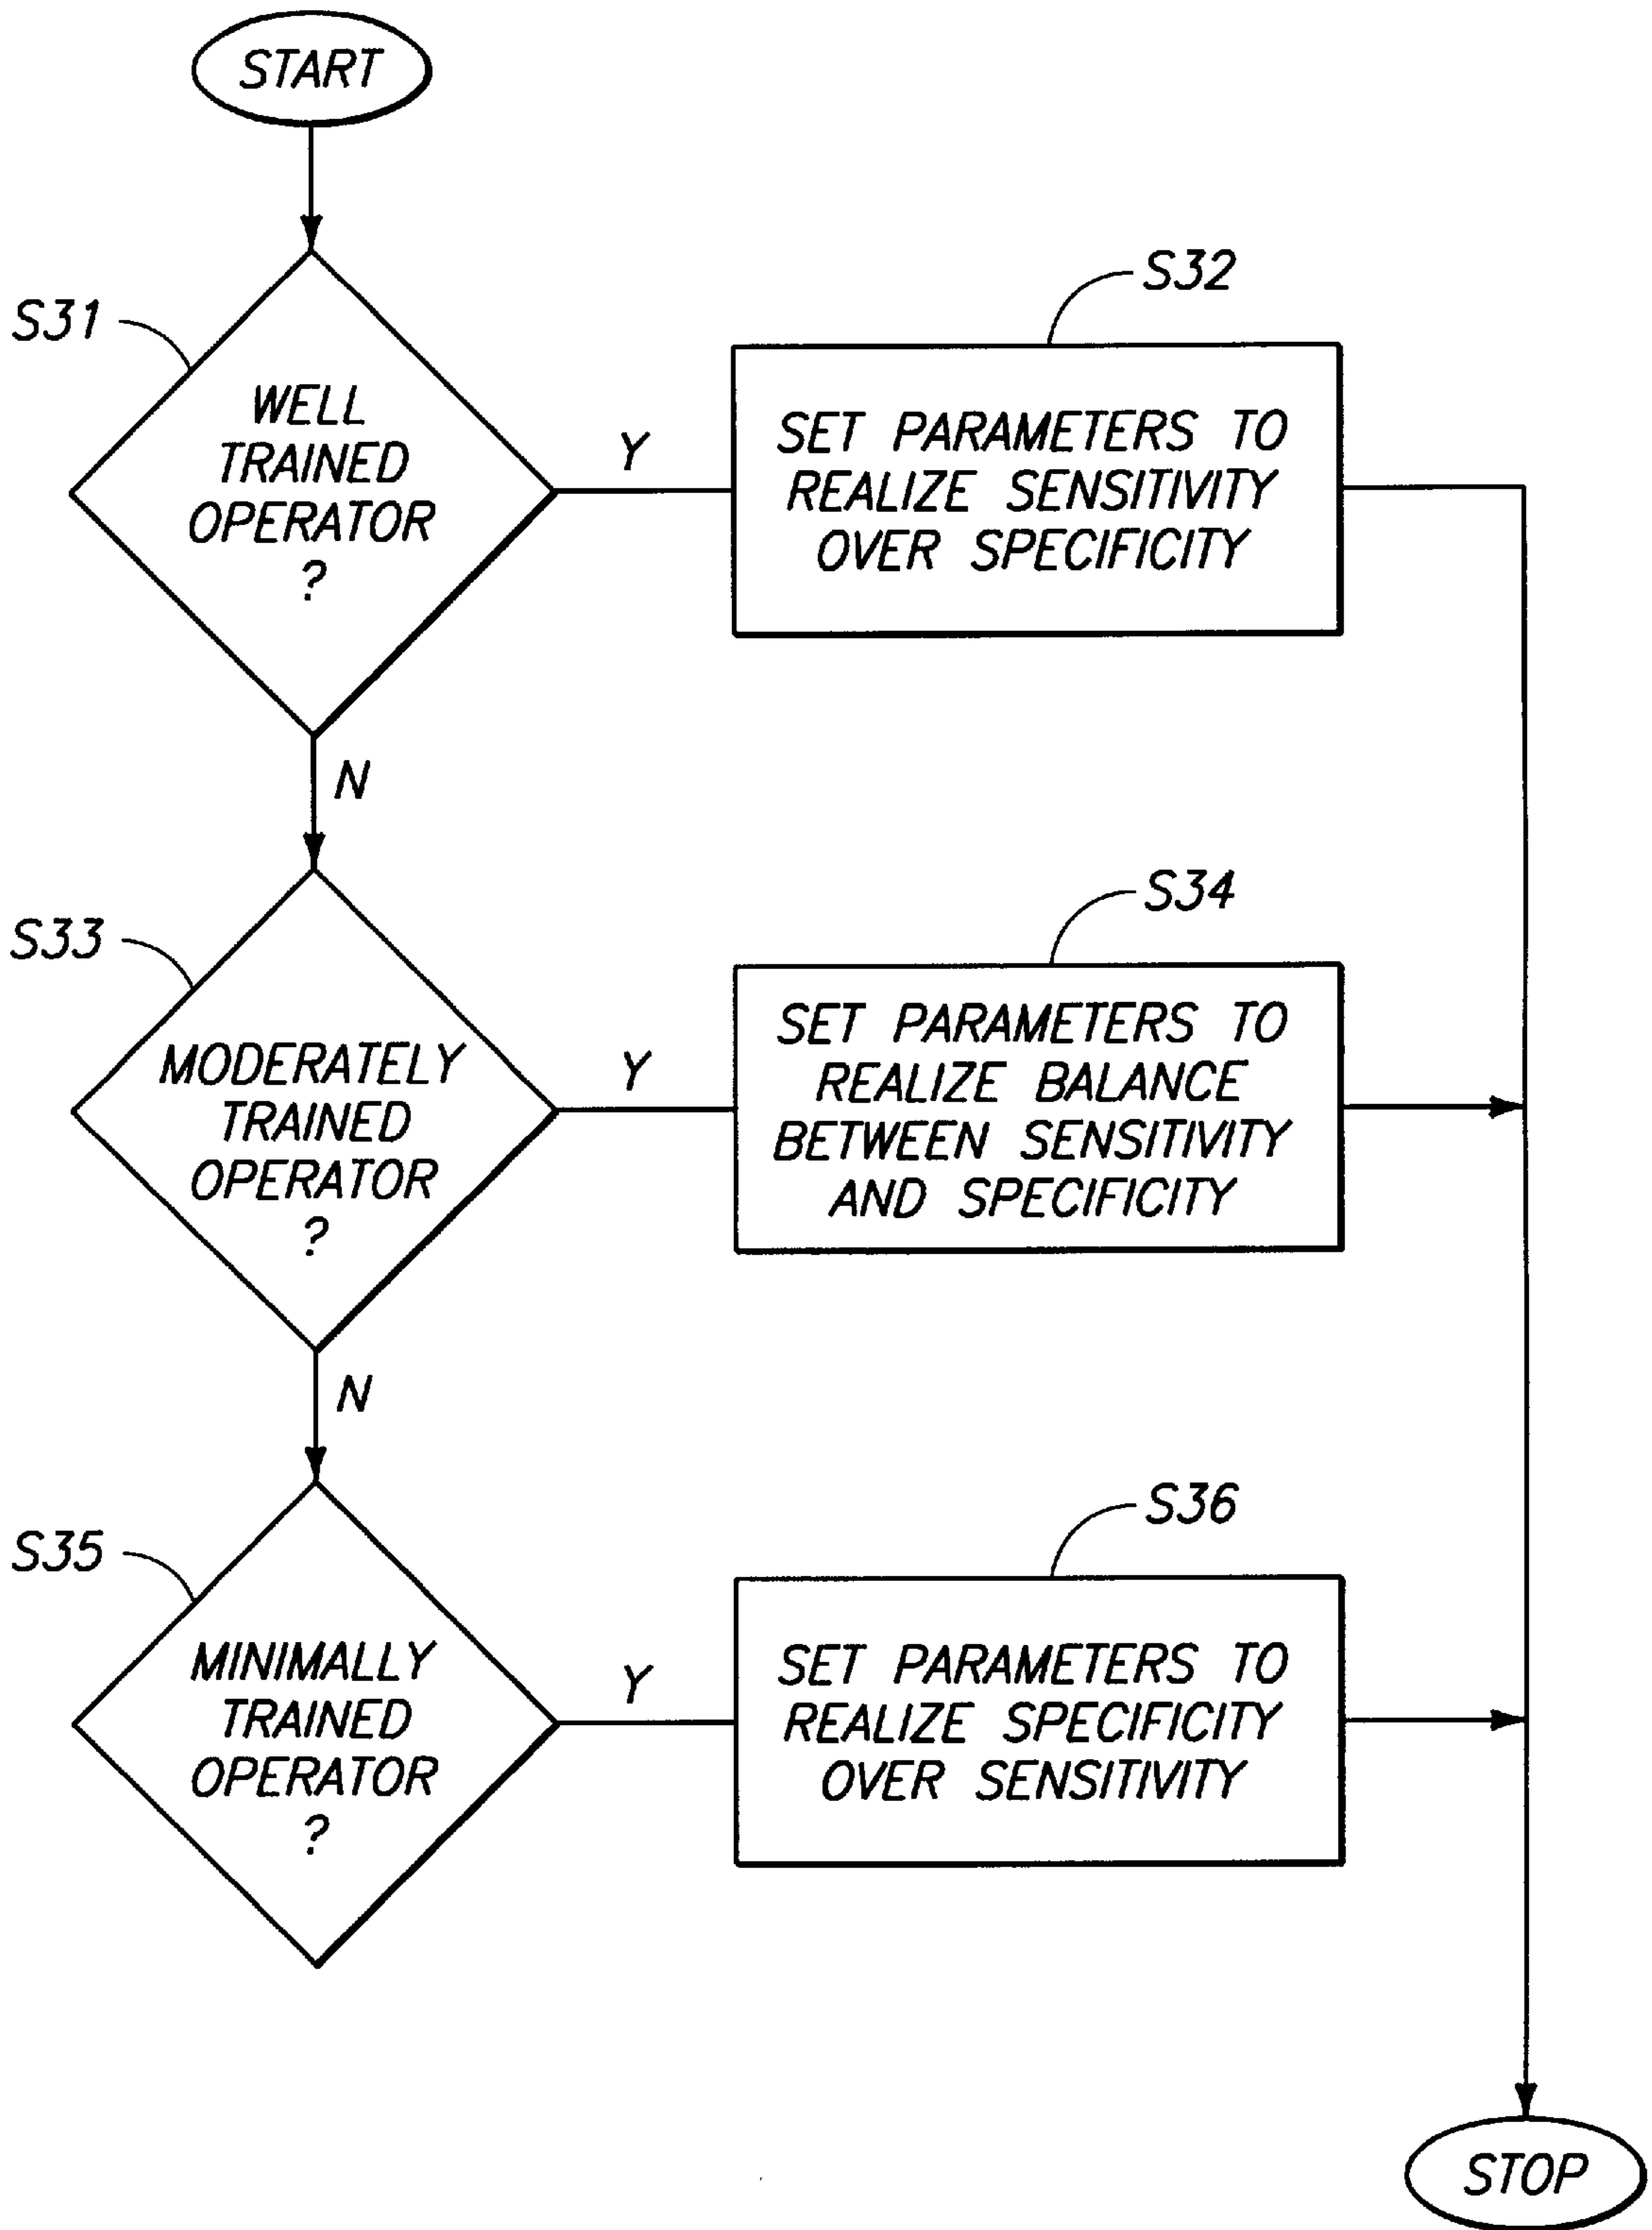 START
S31
WELL
TRAINED
OPERATOR
?
Y
S32
SET PARAMETERS TO
REALIZE SENSITIVITY
OVER SPECIFICITY
N
S33
MODERATELY
TRAINED
OPERATOR
?
Y
S34
SET PARAMETERS TO
REALIZE BALANCE
BETWEEN SENSITIVITY
AND SPECIFICITY
N
S35
MINIMALLY
TRAINED
OPERATOR
?
Y
S36
SET PARAMETERS TO
REALIZE SPECIFICITY
OVER SENSITIVITY
STOP